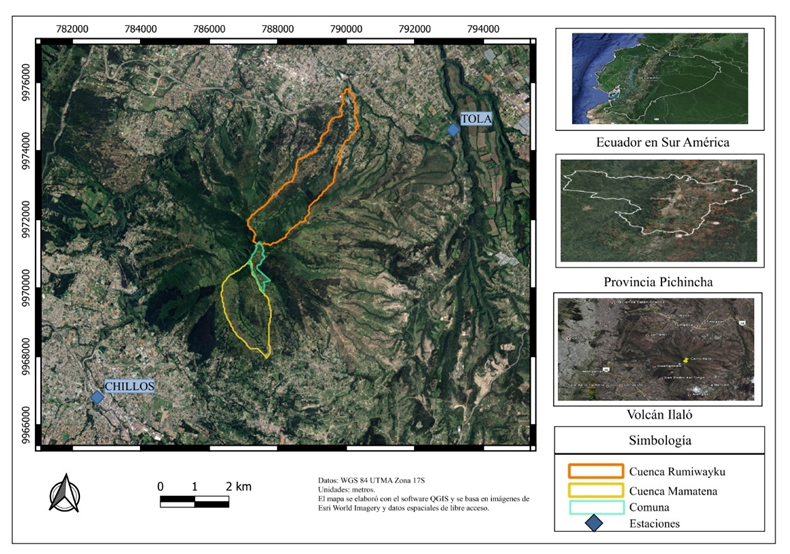 782000 784000 786000 788000 790000 792000 794000
9976000
9974000
9972000
9970000
9968000
9966000
TOLA
CHILLOS
Ecuador en Sur América
Provincia Pichincha
Volcán Ilaló
Simbología
Cuenca Rumiwayku
Cuenca Mamatena
Comuna
Estaciones
0 1 2 km
Datos: WGS 84 UTMA Zona 17S
Unidades: metros.
El mapa se elaboró con el software QGIS y se basa en imágenes de
Esri World Imagery y datos espaciales de libre acceso.